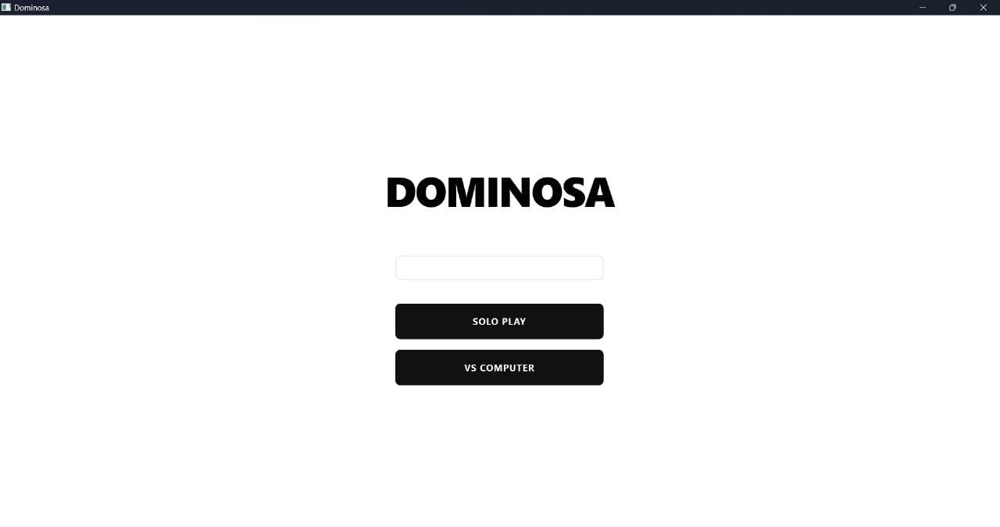 Dominosa
DOMINOSA
SOLO PLAY
VS COMPUTER